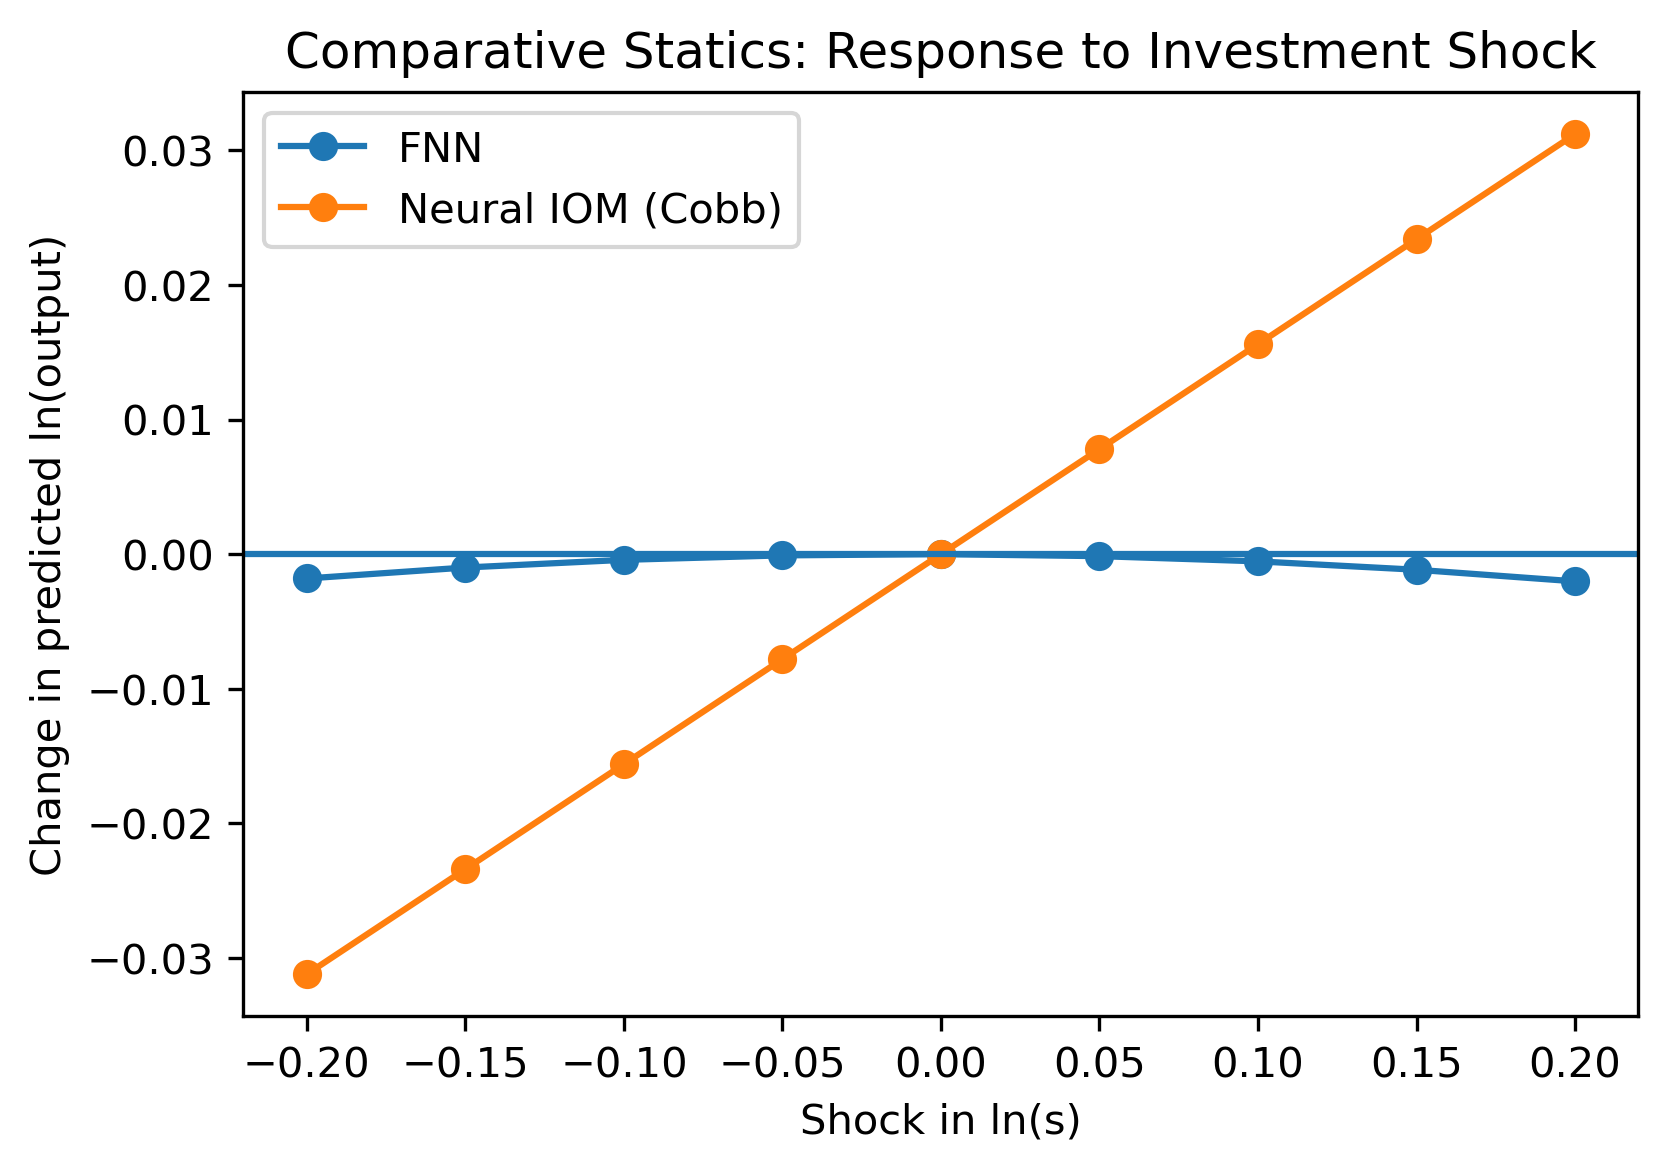 Comparative Statics: Response to Investment Shock
FNN
Neural IOM (Cobb)
Change in predicted ln(output)
0.03
0.02
0.01
0.00
−0.01
−0.02
−0.03
−0.20 −0.15 −0.10 −0.05 0.00 0.05 0.10 0.15 0.20
Shock in ln(s)